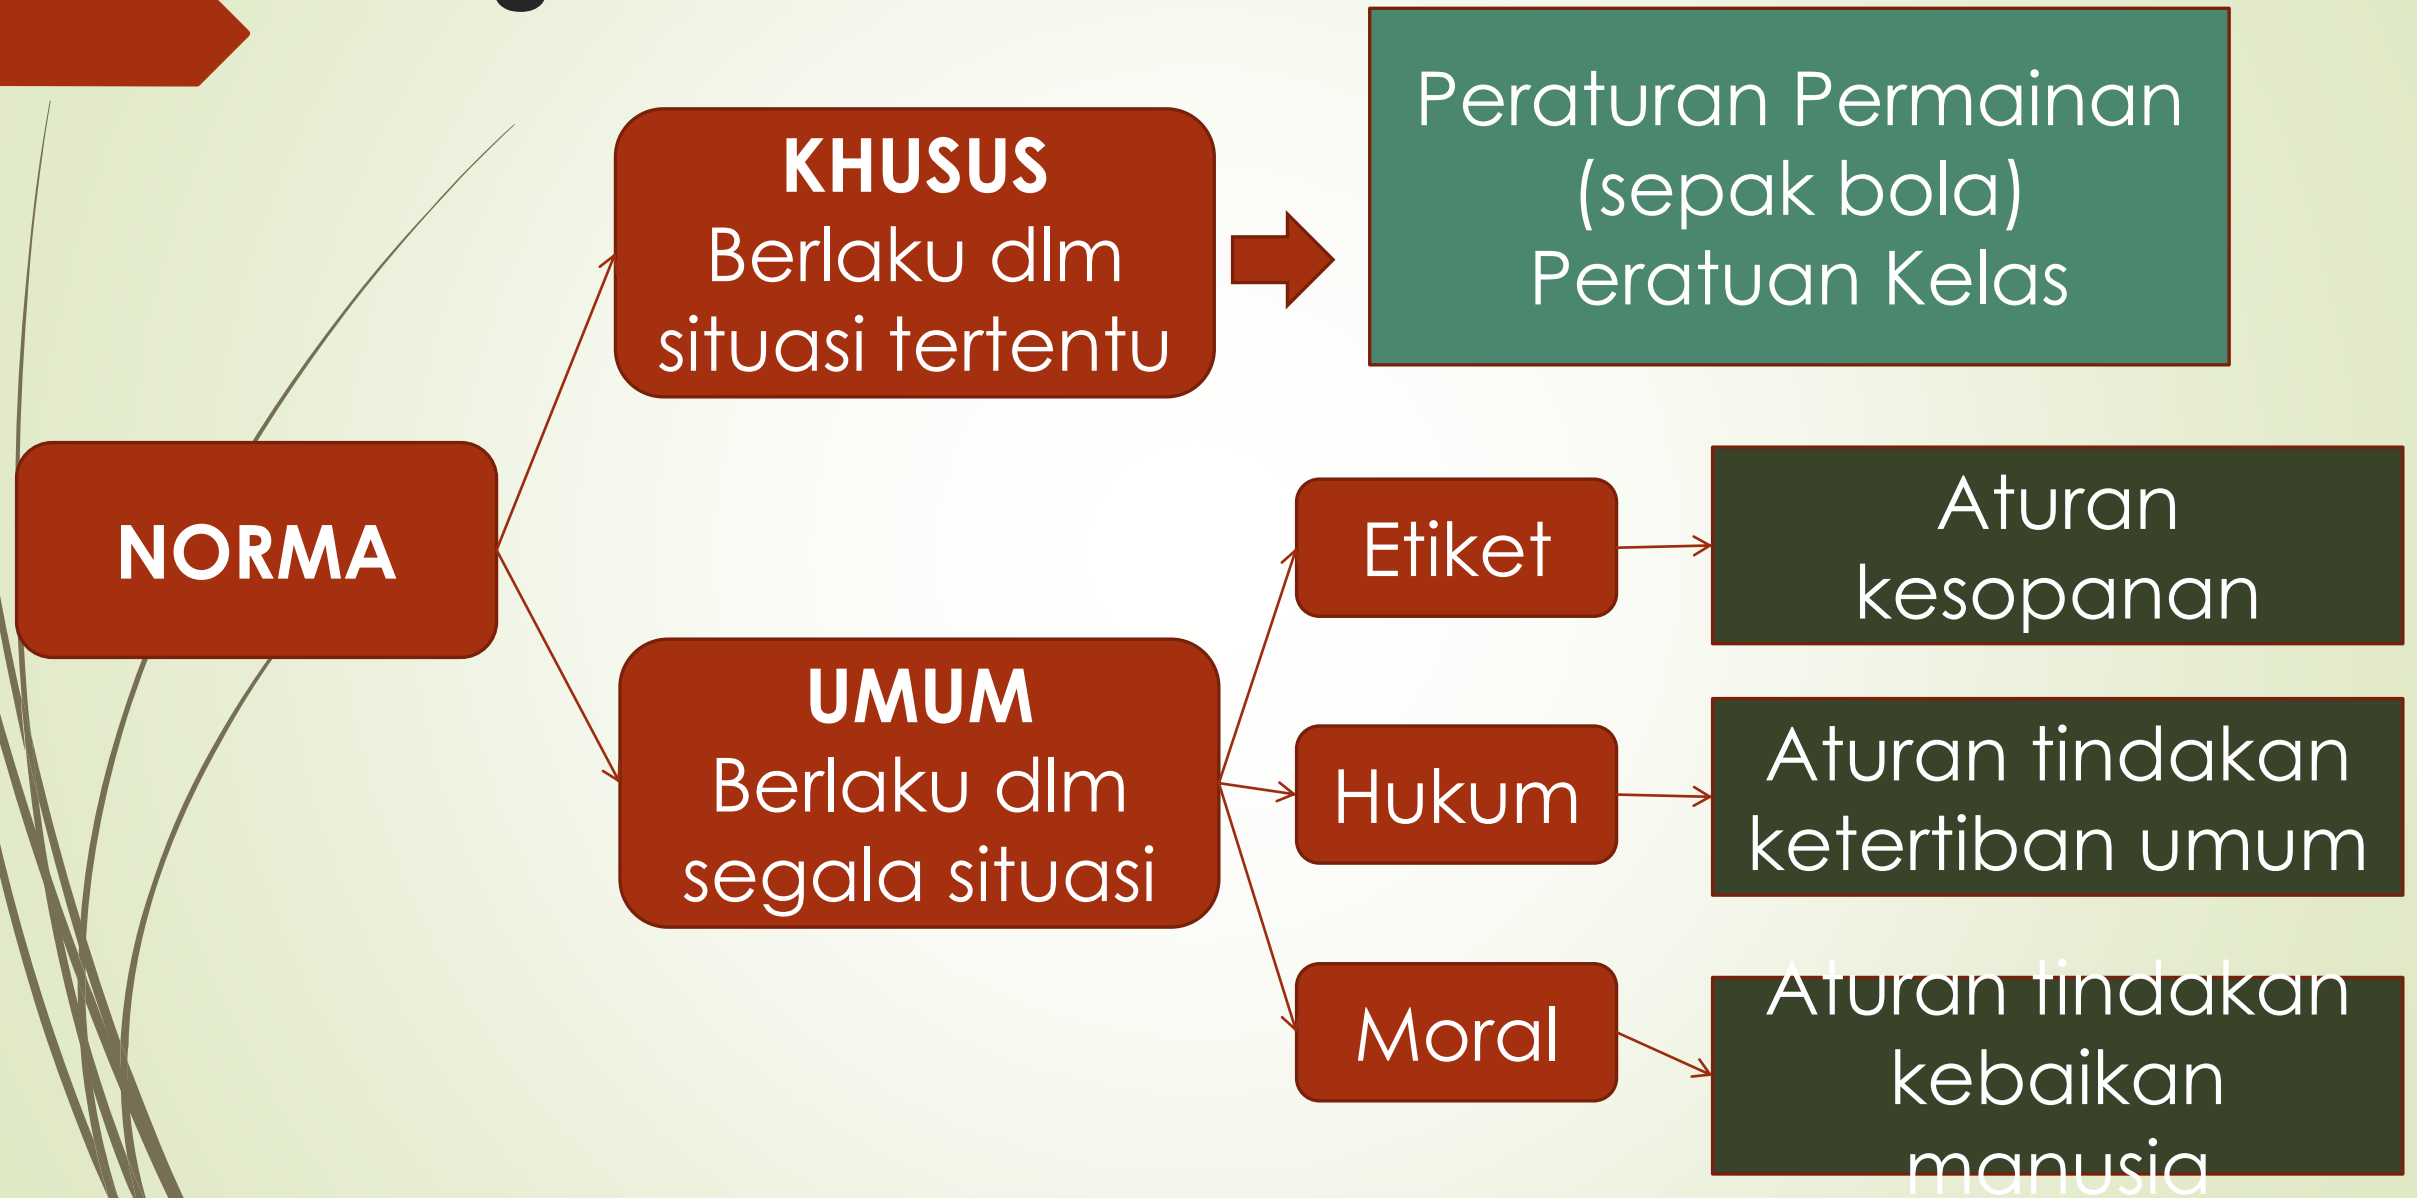 Peraturan Permainan
(sepak bola)
Peratuan Kelas
KHUSUS
Berlaku dlm
situasi tertentu
NORMA
UMUM
Berlaku dlm
segala situasi
Etiket
Aturan
kesopanan
Hukum
Aturan tindakan
ketertiban umum
Moral
Aturan tindakan
kebaikan
manusia